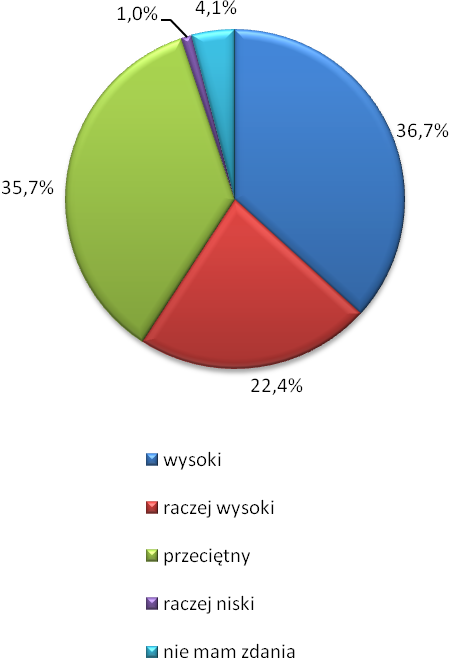 1,0%
4,1%
36,7%
35,7%
22,4%
wysoki
raczej wysoki
przeciętny
raczej niski
nie mam zdania